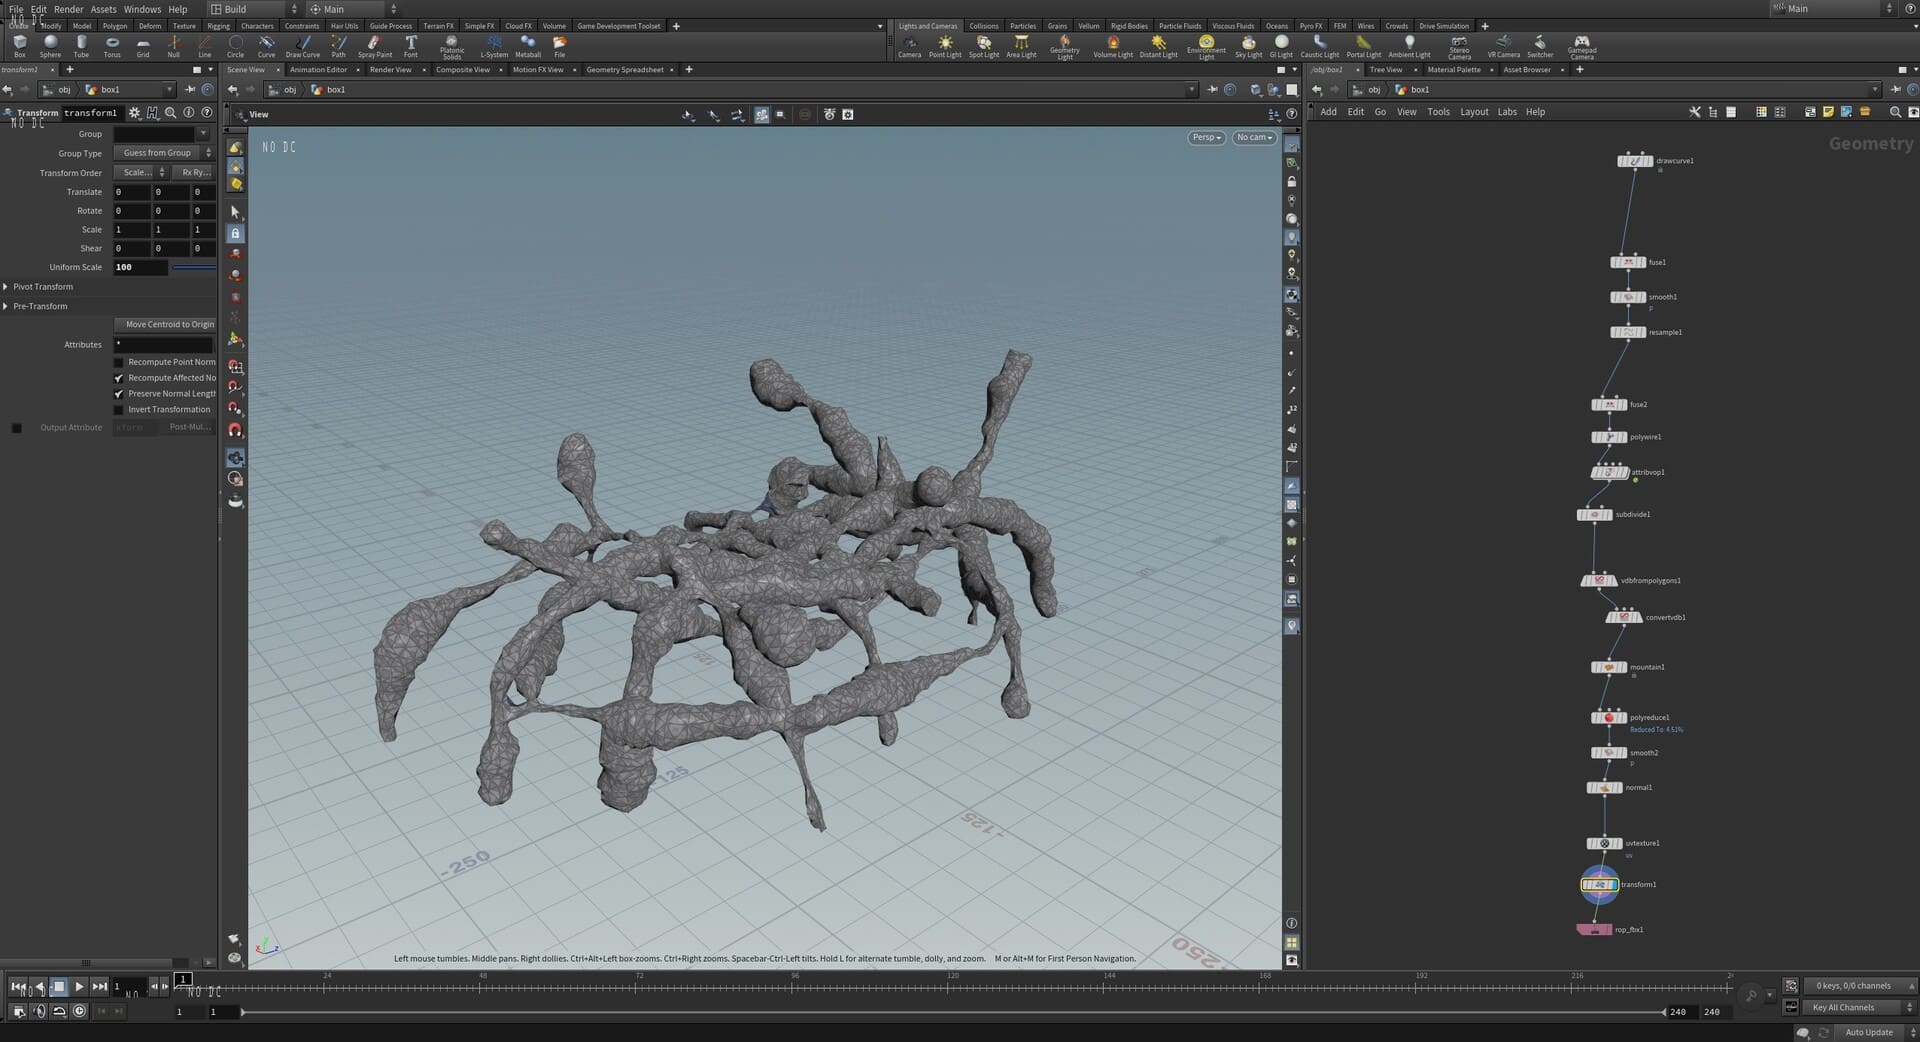 File Edit Render Assets Windows Help Build Main Main
NO DC
Create Modify Model Polygon Deform Texture Rigging Characters Constraints Hair Utils Guide Process Terrain FX Simple FX Cloud FX Volume Game Development Toolset
Lights and Cameras Collisions Particles Grains Vellum Rigid Bodies Particle Fluids Viscous Fluids Oceans Pyro FX FEM Wires Crowds Drive Simulation
Box Sphere Tube Torus Grid Null Line Circle Curve Draw Curve Path Spray Paint Font Platonic Solids L-System Metaball File
Camera Point Light Spot Light Area Light Geometry Light Volume Light Distant Light Environment Light Sky Light GI Light Caustic Light Portal Light Ambient Light Stereo Camera VR Camera Switcher Gamepad Camera
transform1
Scene View Animation Editor Render View Composite View Motion FX View Geometry Spreadsheet
/obj/box1 Tree View Material Palette Asset Browser
obj box1
obj box1
obj box1
Transform transform1
NO DC
View
Add Edit Go View Tools Layout Labs Help
Group
Group Type Guess from Group
Transform Order Scale... Rx Ry...
Translate 0 0 0
Rotate 0 0 0
Scale 1 1 1
Shear 0 0 0
Uniform Scale 100
Pivot Transform
Pre-Transform
Move Centroid to Origin
Attributes *
Recompute Point Norm
Recompute Affected No
Preserve Normal Length
Invert Transformation
Output Attribute xform Post-Mul...
NO DC
Persp No cam
12
-250
125
-125
-250
125
Left mouse tumbles. Middle pans. Right dollies. Ctrl+Alt+Left box-zooms. Ctrl+Right zooms. Spacebar-Ctrl-Left tilts. Hold L for alternate tumble, dolly, and zoom. M or Alt+M for First Person Navigation.
Geometry
drawcurve1
fuse1
smooth1
P
resample1
fuse2
polywire1
attribvop1
subdivide1
vdbfrompolygons1
convertvdb1
mountain1
polyreduce1
Reduced To: 4.51%
smooth2
P
normal1
uvtexture1
uv
transform1
rop_fbx1
1 1 24 48 72 96 120 144 168 192 216
NO DC
NO DC
0 keys, 0/0 channels
1 1 240 240
Key All Channels
Auto Update